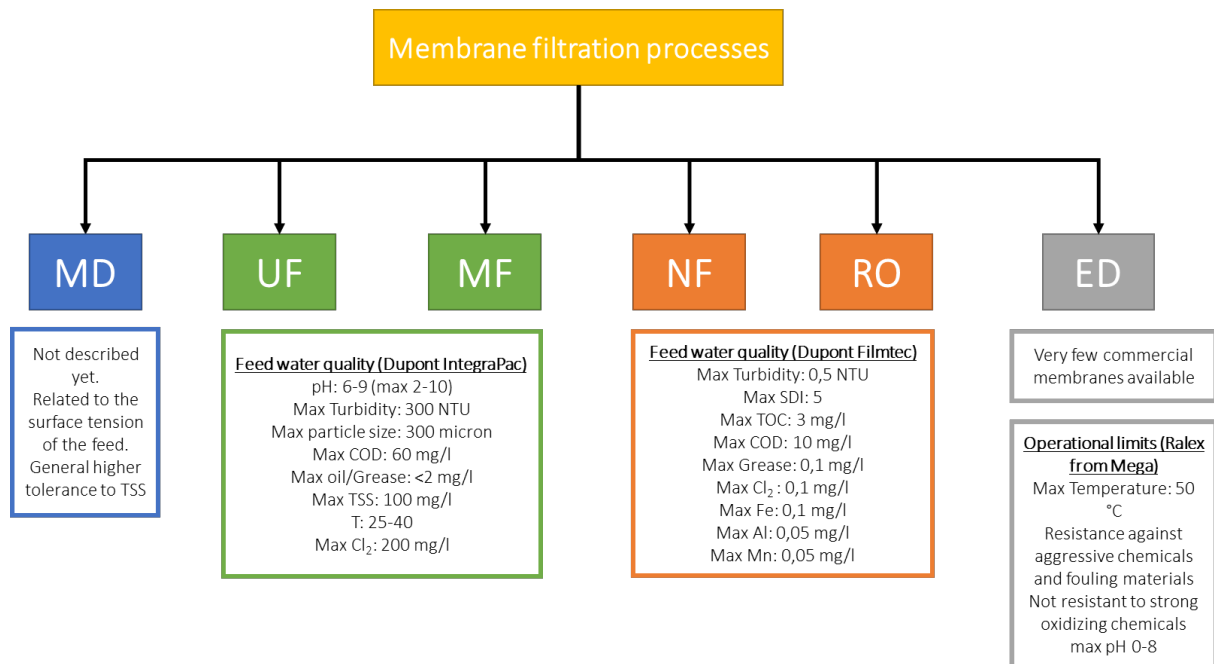 Membrane filtration processes
MD
UF
MF
NF
RO
ED
Not described
yet.
Related to the
surface tension
of the feed.
General higher
tolerance to TSS
Feed water quality (Dupont IntegraPac)
pH: 6-9 (max 2-10)
Max Turbidity: 300 NTU
Max particle size: 300 micron
Max COD: 60 mg/l
Max oil/Grease: <2 mg/l
Max TSS: 100 mg/l
T: 25-40
Max Cl₂: 200 mg/l
Feed water quality (Dupont Filmtec)
Max Turbidity: 0,5 NTU
Max SDI: 5
Max TOC: 3 mg/l
Max COD: 10 mg/l
Max Grease: 0,1 mg/l
Max Cl₂ : 0,1 mg/l
Max Fe: 0,1 mg/l
Max Al: 0,05 mg/l
Max Mn: 0,05 mg/l
Very few commercial
membranes available
Operational limits (Ralex
from Mega)
Max Temperature: 50
°C
Resistance against
aggressive chemicals
and fouling materials
Not resistant to strong
oxidizing chemicals
max pH 0-8